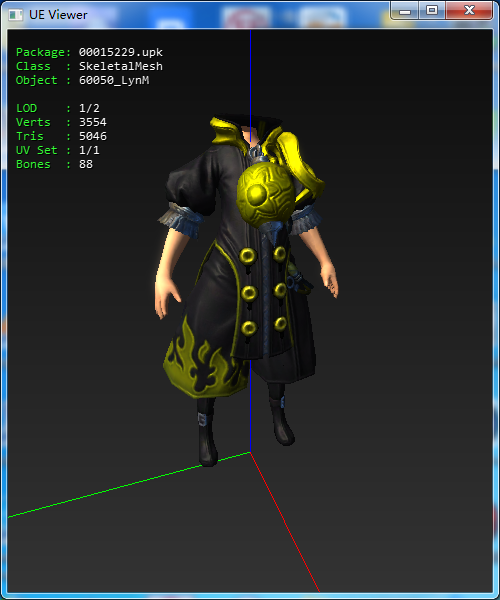 UE Viewer
Package: 00015229.upk
Class : SkeletalMesh
Object : 60050_LynM
LOD : 1/2
Verts : 3554
Tris : 5046
UV Set : 1/1
Bones : 88